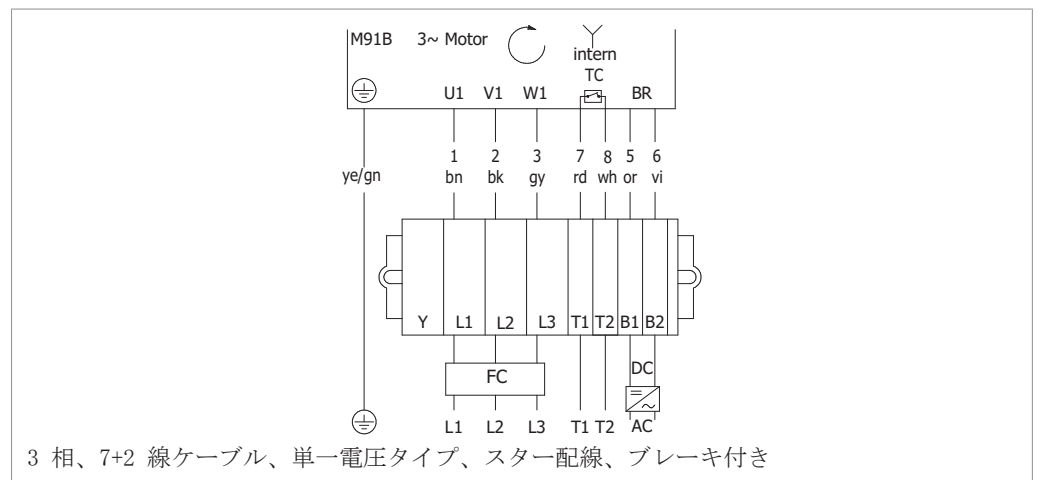 M91B 3~ Motor
intern
TC
U1 V1 W1 BR
1 2 3 7 8 5 6
ye/gn bn bk gy rd wh or vi
Y L1 L2 L3 T1 T2 B1 B2
FC DC
= ~
L1 L2 L3 T1 T2 AC
3 相、7+2 線ケーブル、単一電圧タイプ、スター配線、ブレーキ付き